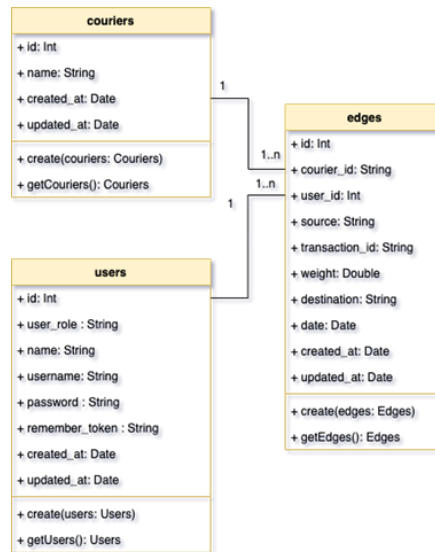 couriers
+ id: Int
+ name: String
+ created_at: Date
+ updated_at: Date
+ create(couriers: Couriers)
+ getCouriers(): Couriers
1
1..n
edges
+ id: Int
+ courier_id: String
+ user_id: Int
+ source: String
+ transaction_id: String
+ weight: Double
+ destination: String
+ date: Date
+ created_at: Date
+ updated_at: Date
+ create(edges: Edges)
+ getEdges(): Edges
1..n
1
users
+ id: Int
+ user_role : String
+ name: String
+ username: String
+ password : String
+ remember_token : String
+ created_at: Date
+ updated_at: Date
+ create(users: Users)
+ getUsers(): Users